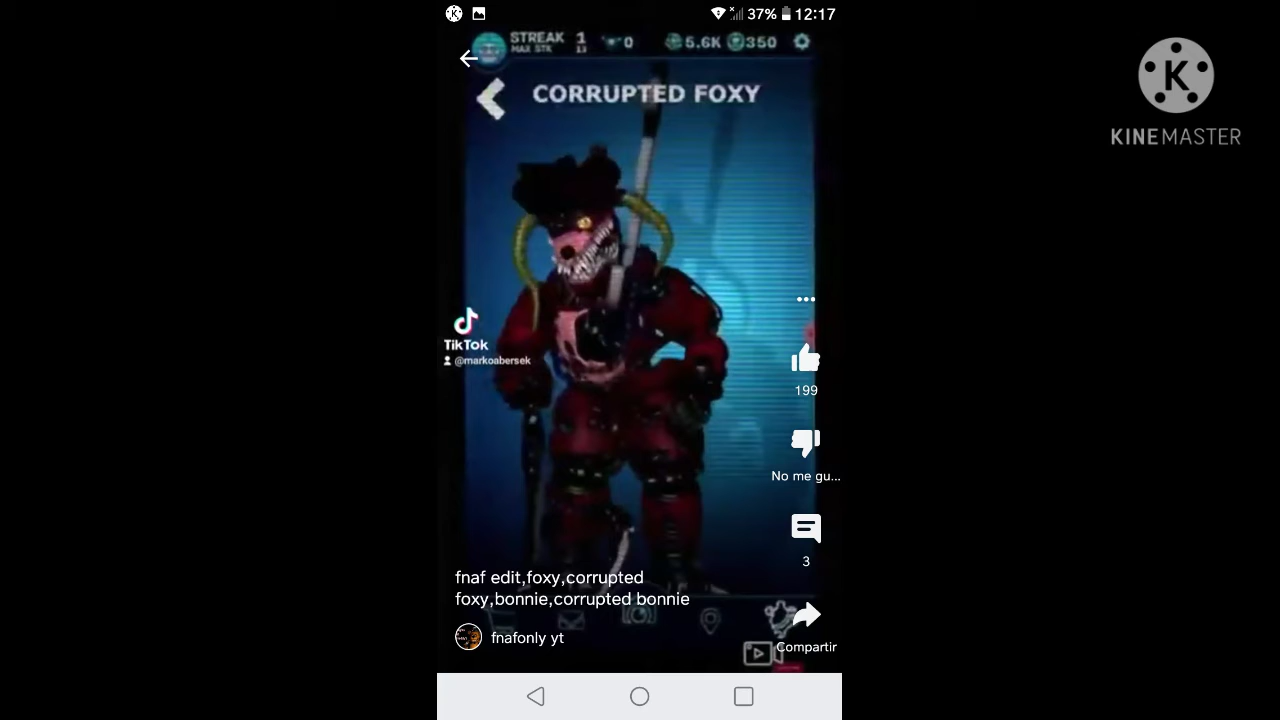 37% 12:17
STREAK 1 0 5.6K 350
MAX STK 13
CORRUPTED FOXY
K
KINEMASTER
TikTok
@markoabersek
199
No me gu...
3
fnaf edit,foxy,corrupted
foxy,bonnie,corrupted bonnie
fnafonly yt
Compartir